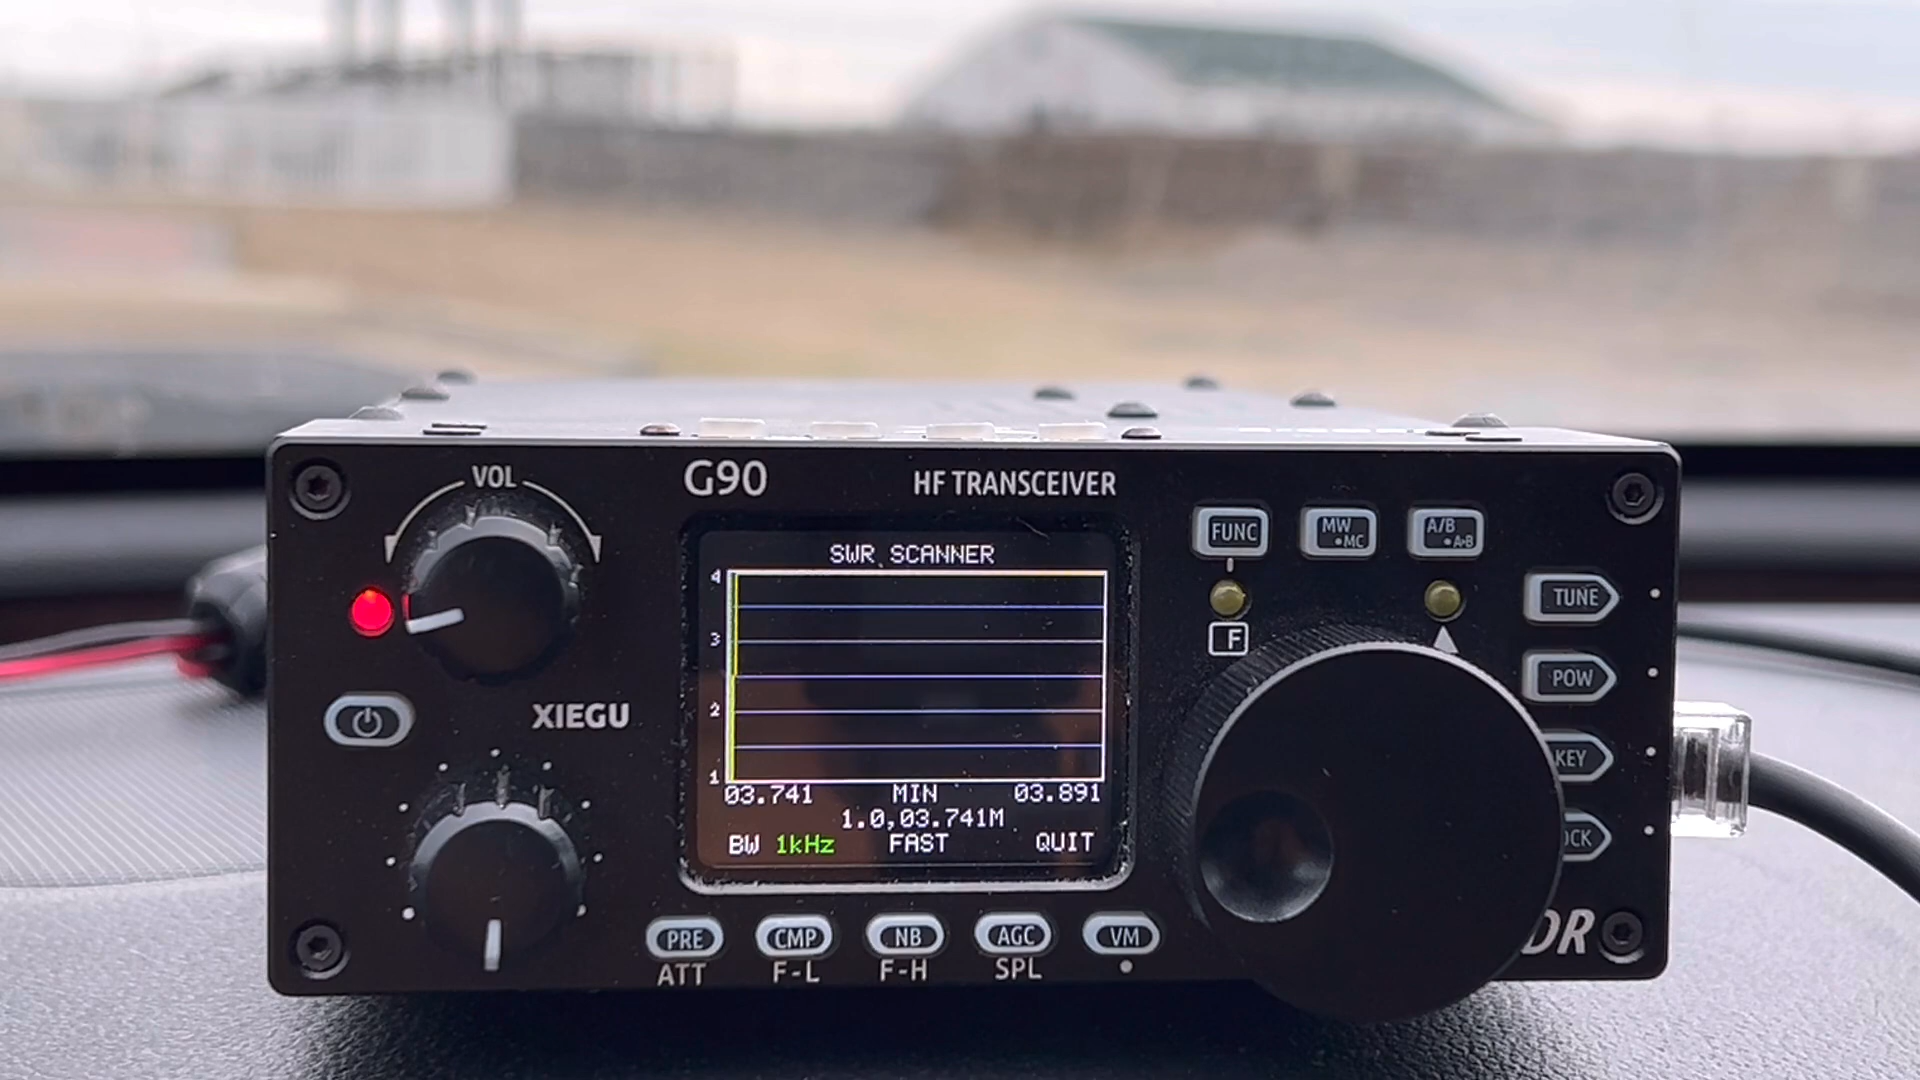 VOL
G90
HF TRANSCEIVER
FUNC
MW
•MC
A/B
•A▸B
F
TUNE
POW
KEY
XIEGU
SWR SCANNER
4
3
2
1
03.741 MIN 03.891
1.0,03.741M
BW 1kHz FAST QUIT
PRE CMP NB AGC VM
ATT F-L F-H SPL